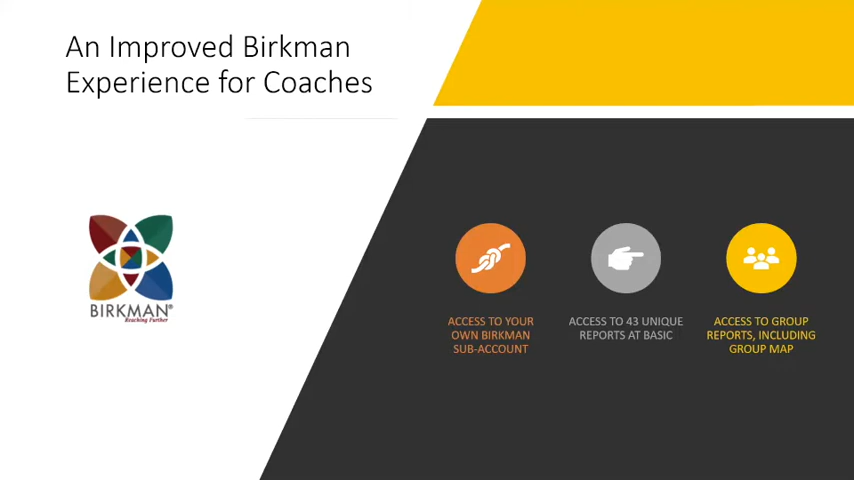 An Improved Birkman
Experience for Coaches
BIRKMAN®
Reaching Further
ACCESS TO YOUR
OWN BIRKMAN
SUB-ACCOUNT
ACCESS TO 43 UNIQUE
REPORTS AT BASIC
ACCESS TO GROUP
REPORTS, INCLUDING
GROUP MAP